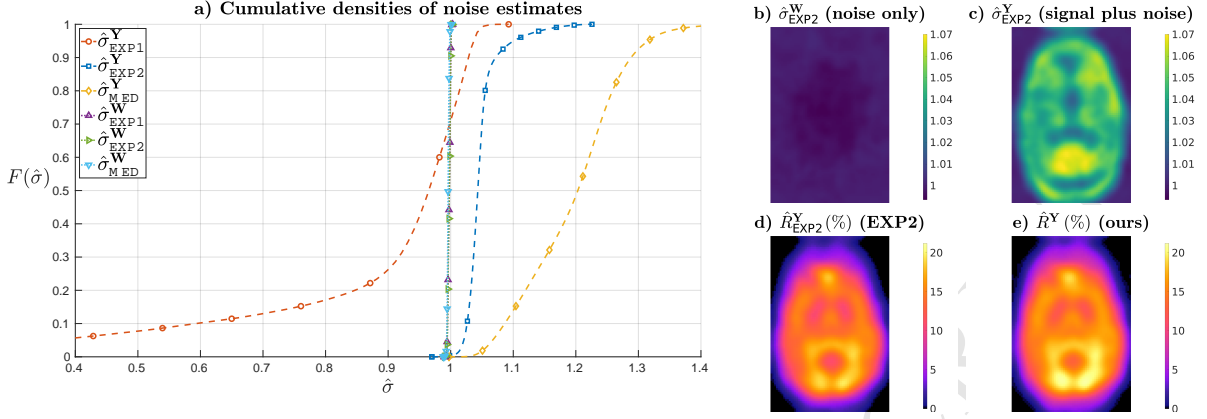 a) Cumulative densities of noise estimates
1
0.9
0.8
0.7
0.6
0.5
0.4
0.3
0.2
0.1
0
F(σ̂)
σ̂^Y_EXP1
σ̂^Y_EXP2
σ̂^Y_MED
σ̂^W_EXP1
σ̂^W_EXP2
σ̂^W_MED
0.4 0.5 0.6 0.7 0.8 0.9 1 1.1 1.2 1.3 1.4
σ̂
b) σ̂^W_EXP2 (noise only)
1.07
1.06
1.05
1.04
1.03
1.02
1.01
1
c) σ̂^Y_EXP2 (signal plus noise)
1.07
1.06
1.05
1.04
1.03
1.02
1.01
1
d) R̂^Y_EXP2(%) (EXP2)
20
15
10
5
0
e) R̂^Y(%) (ours)
20
15
10
5
0